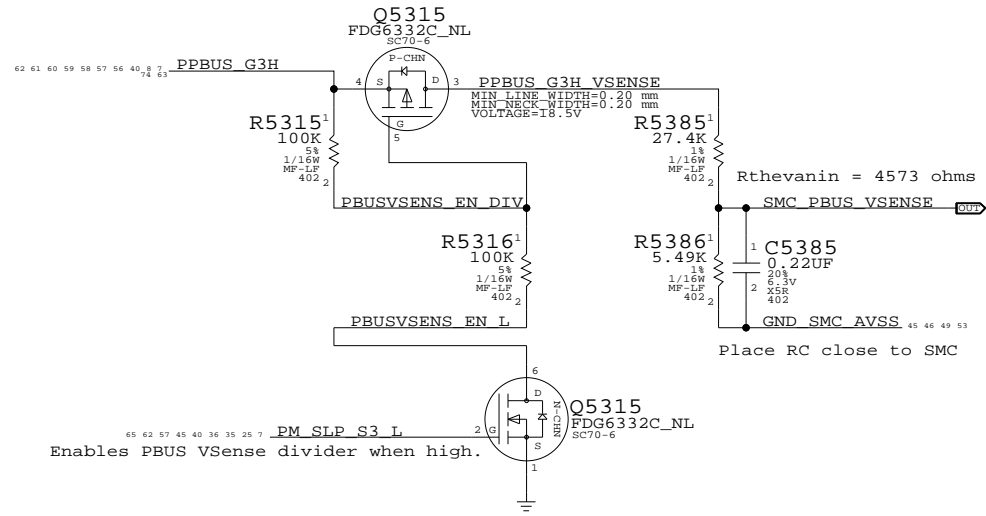 Q5315
FDG6332C_NL
SC70-6
P-CHN
62 61 60 59 58 57 56 40 8 7
74 63
PPBUS_G3H
4
S
D
3
G
5
PPBUS_G3H_VSENSE
MIN_LINE_WIDTH=0.20 mm
MIN_NECK_WIDTH=0.20 mm
VOLTAGE=18.5V
R5315
1
100K
5%
1/16W
MF-LF
402
2
R5385
1
27.4K
1%
1/16W
MF-LF
402
2
Rthevanin = 4573 ohms
PBUSVSENS_EN_DIV
SMC_PBUS_VSENSE
OUT
R5316
1
100K
5%
1/16W
MF-LF
402
2
R5386
1
5.49K
1%
1/16W
MF-LF
402
2
1
C5385
0.22UF
20%
6.3V
X5R
402
2
PBUSVSENS_EN_L
GND_SMC_AVSS
45 46 49 53
Place RC close to SMC
6
D
N-CHN
Q5315
FDG6332C_NL
SC70-6
65 62 57 45 40 36 35 25 7
PM_SLP_S3_L
2
G
S
1
Enables PBUS VSense divider when high.